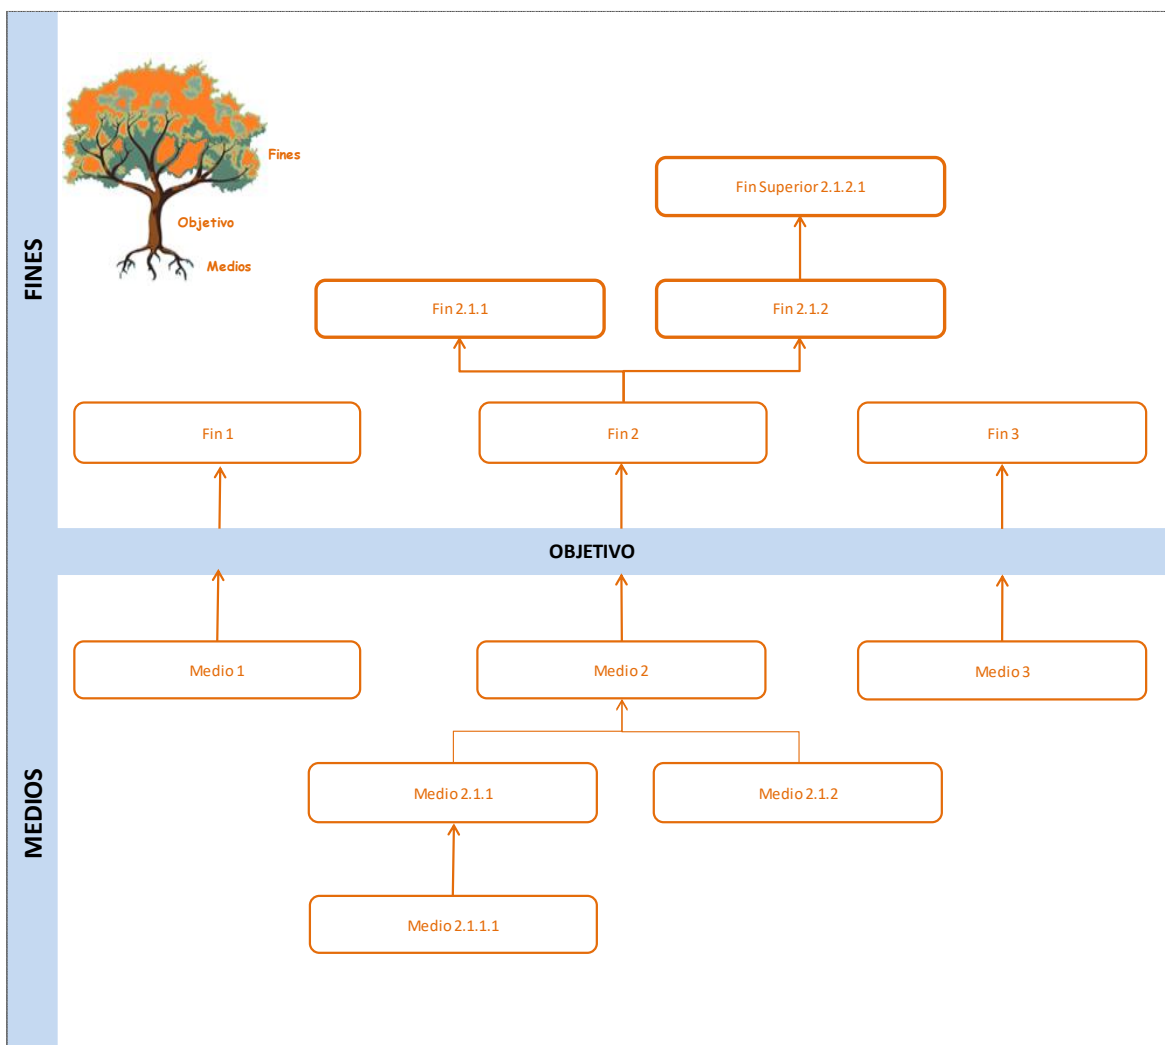 FINES
Fines
Objetivo
Medios
Fin Superior 2.1.2.1
Fin 2.1.1
Fin 2.1.2
Fin 1
Fin 2
Fin 3
OBJETIVO
MEDIOS
Medio 1
Medio 2
Medio 3
Medio 2.1.1
Medio 2.1.2
Medio 2.1.1.1